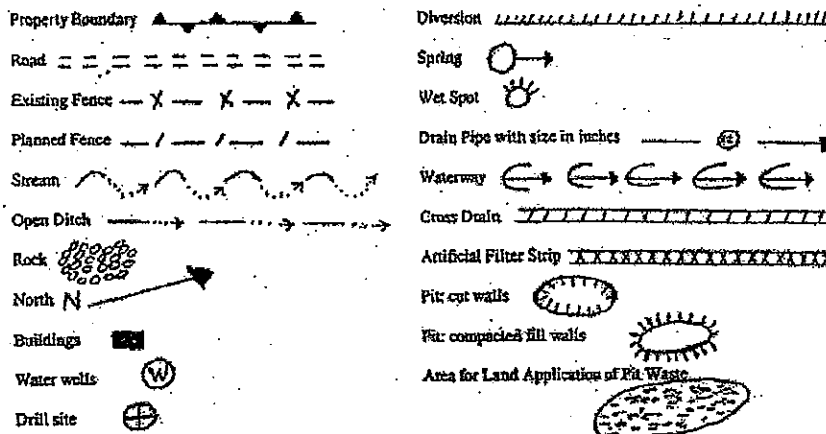 Property Boundary
Road
Existing Fence
Planned Fence
Stream
Open Ditch
Rock
North N
Buildings
Water wells W
Drill site
Diversion
Spring
Wet Spot
Drain Pipe with size in inches
Waterway
Cross Drain
Artificial Filter Strip
Pit: cut walls
Pit: compacted fill walls
Area for Land Application of Pit Waste